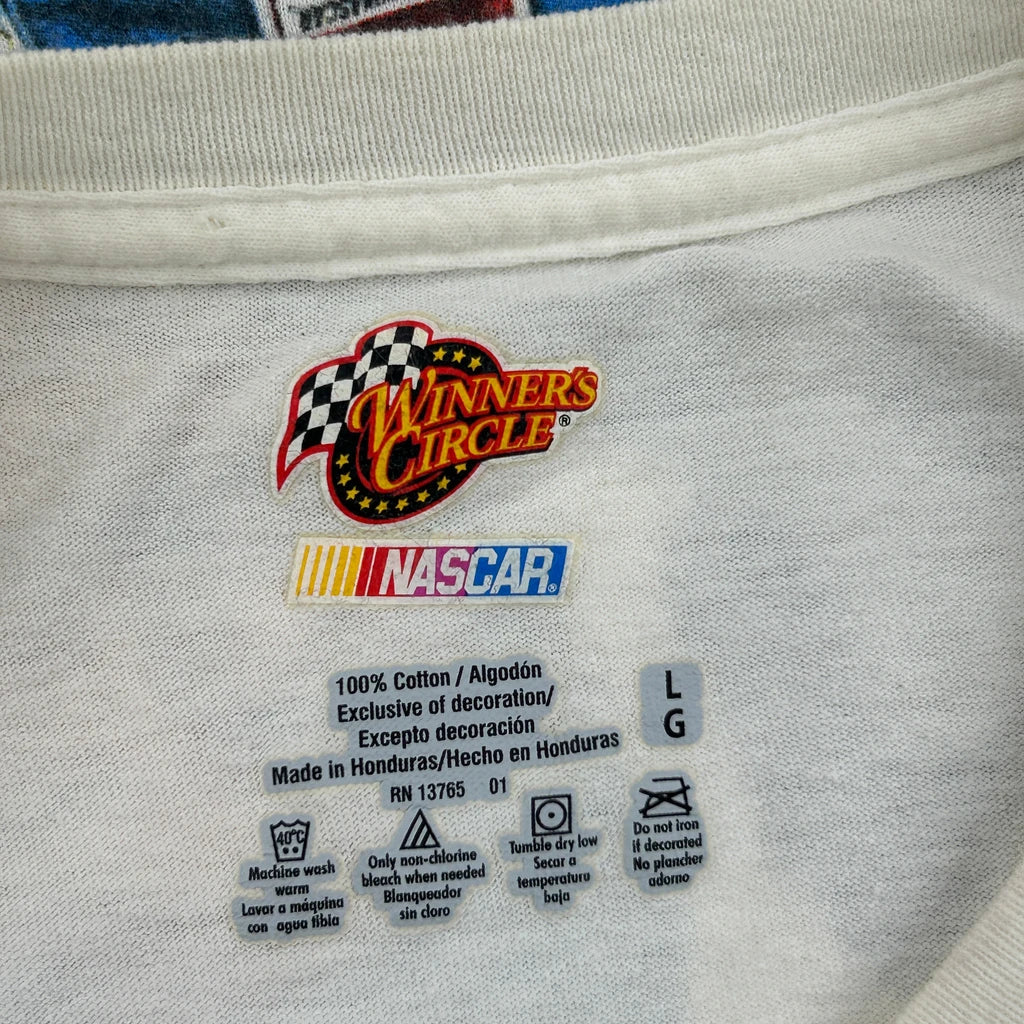 WINNER'S
CIRCLE®
NASCAR®
100% Cotton / Algodón
Exclusive of decoration/
Excepto decoración
Made in Honduras/Hecho en Honduras
RN 13765 01
L
G
40°C
Machine wash
warm
Lavar a máquina
con agua tibia
Only non-chlorine
bleach when needed
Blanqueador
sin cloro
Tumble dry low
Secar a
temperatura
baja
Do not iron
if decorated
No planchar
adorno